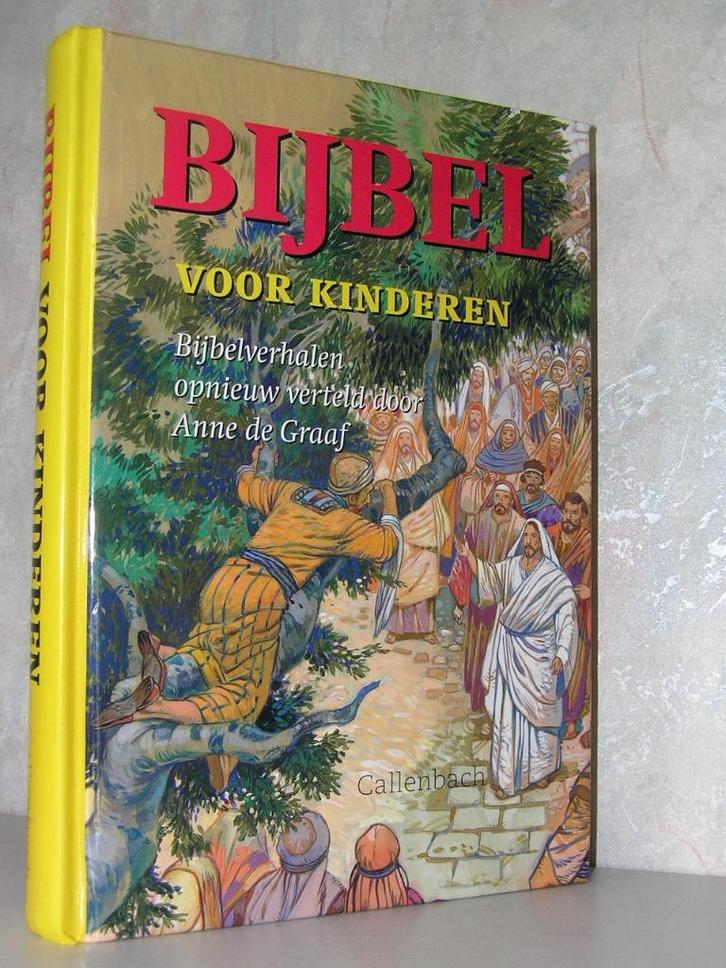 BIJBEL
VOOR KINDEREN
Bijbelverhalen
opnieuw verteld door
Anne de Graaf
Callenbach
BIJBEL VOOR KINDEREN